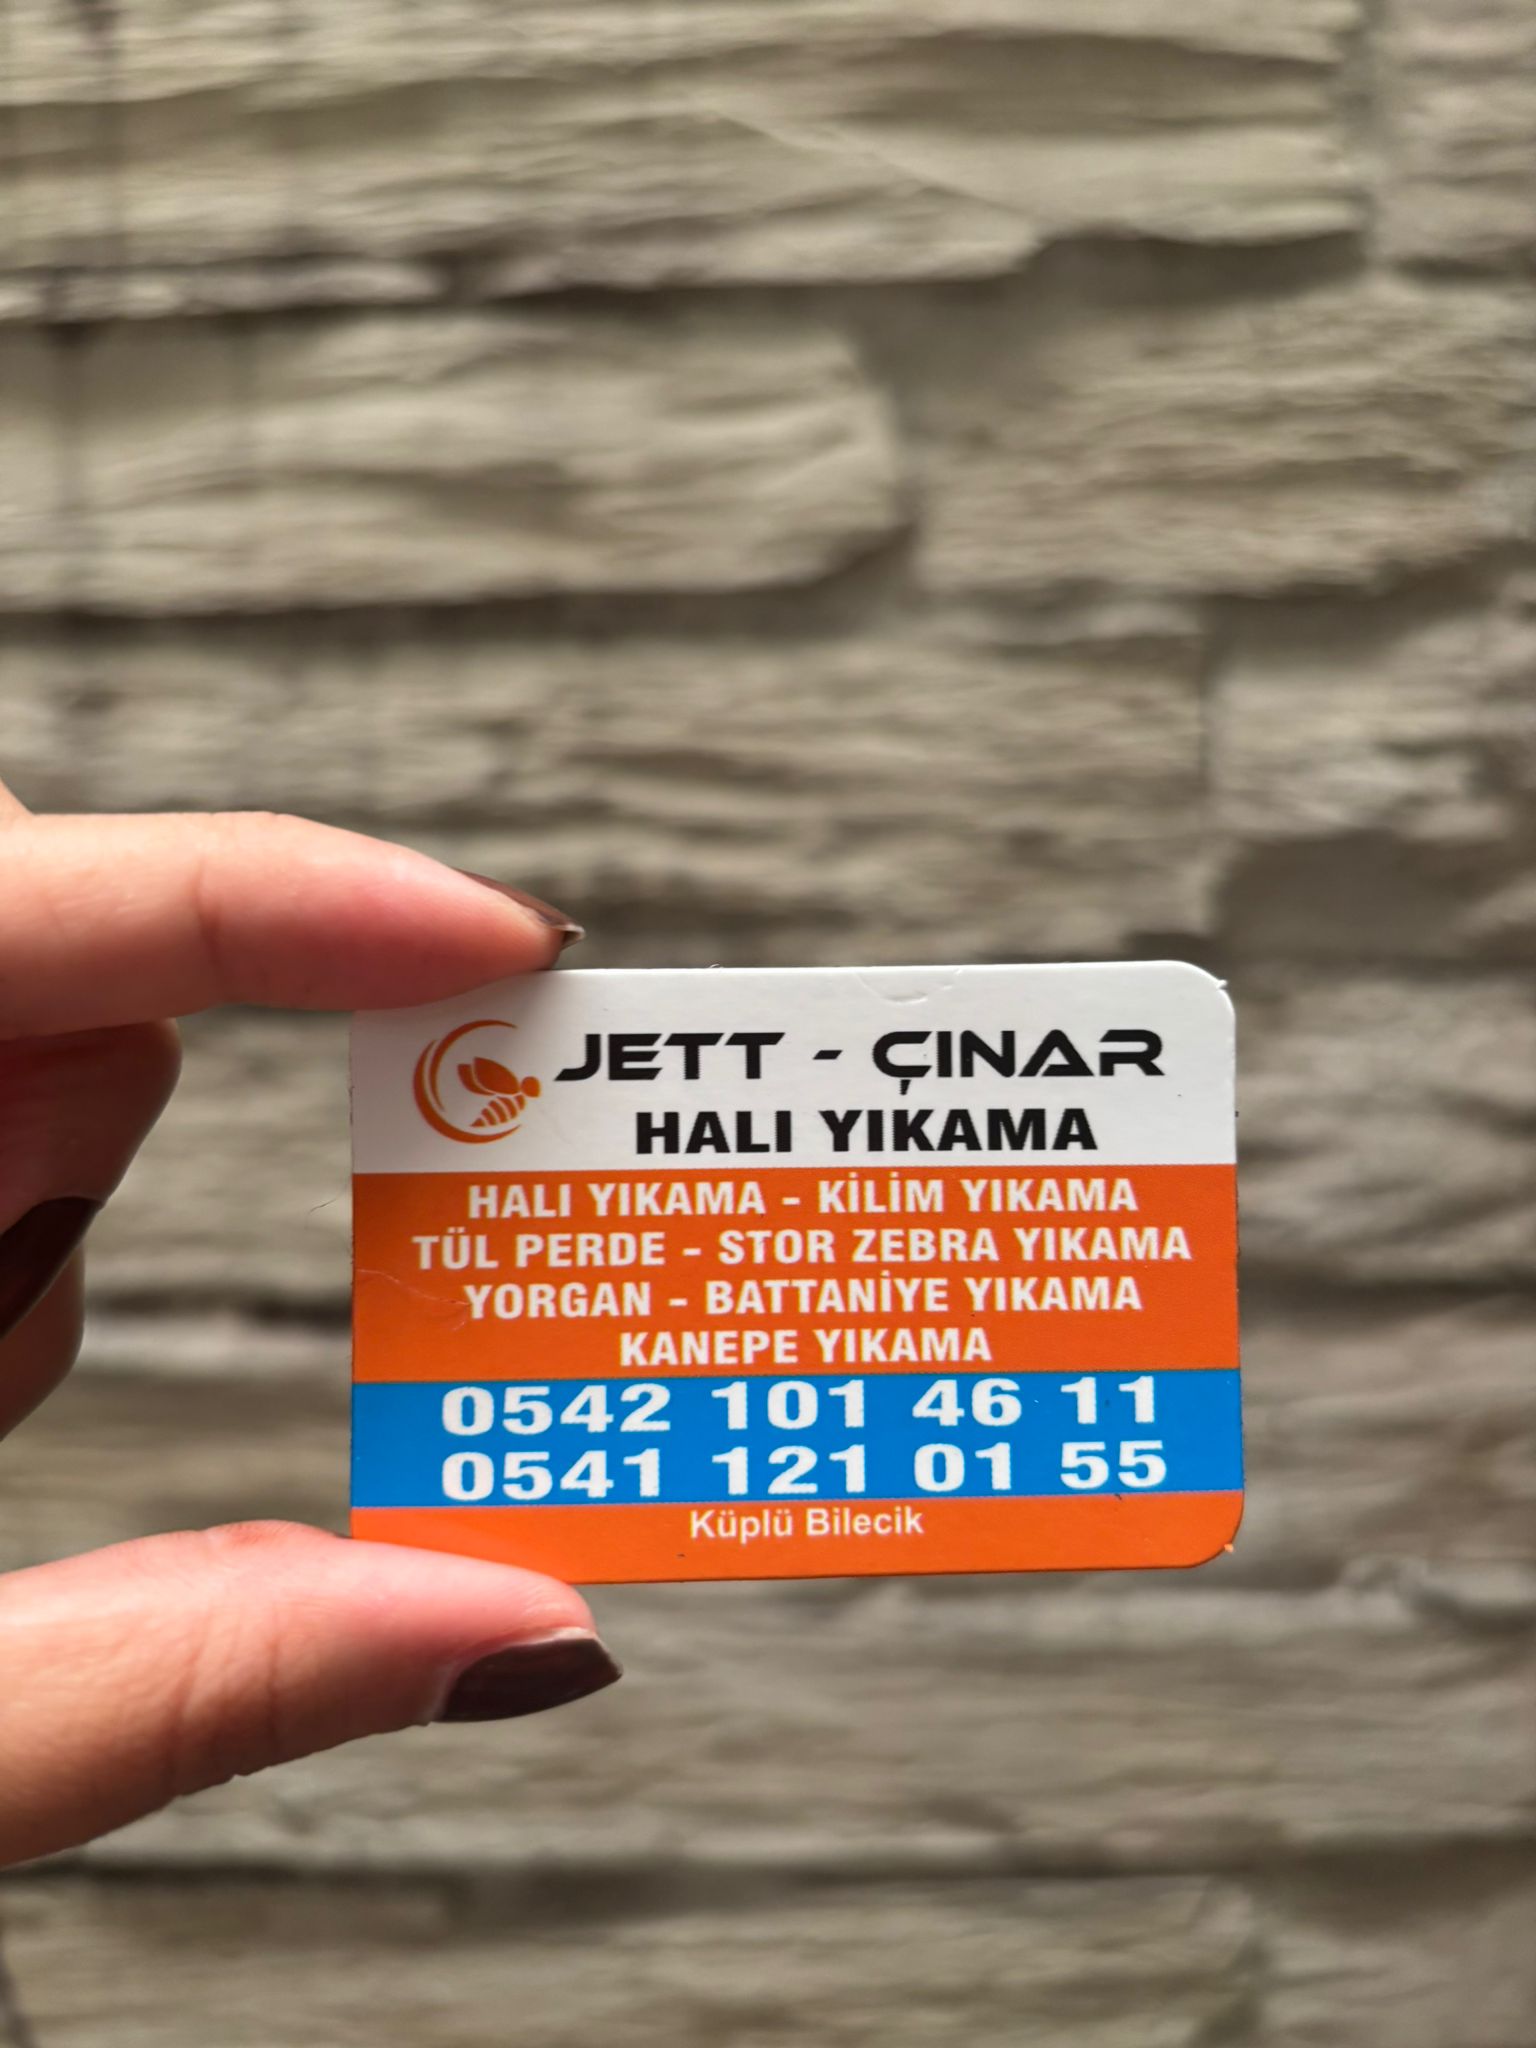 JETT - ÇINAR
HALI YIKAMA
HALI YIKAMA - KİLİM YIKAMA
TÜL PERDE - STOR ZEBRA YIKAMA
YORGAN - BATTANİYE YIKAMA
KANEPE YIKAMA
0542 101 46 11
0541 121 01 55
Küplü Bilecik